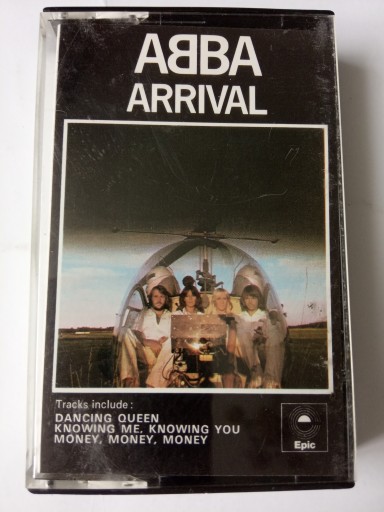 ABBA
ARRIVAL
Tracks include:
DANCING QUEEN
KNOWING ME, KNOWING YOU
MONEY, MONEY, MONEY
Epic